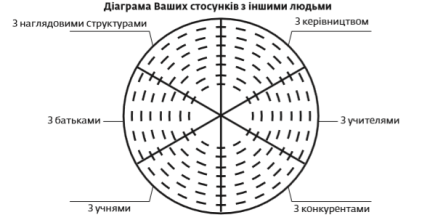 Діаграма Ваших стосунків з іншими людьми
З наглядовими структурами
З керівництвом
З батьками
З учителями
З учнями
З конкурентами